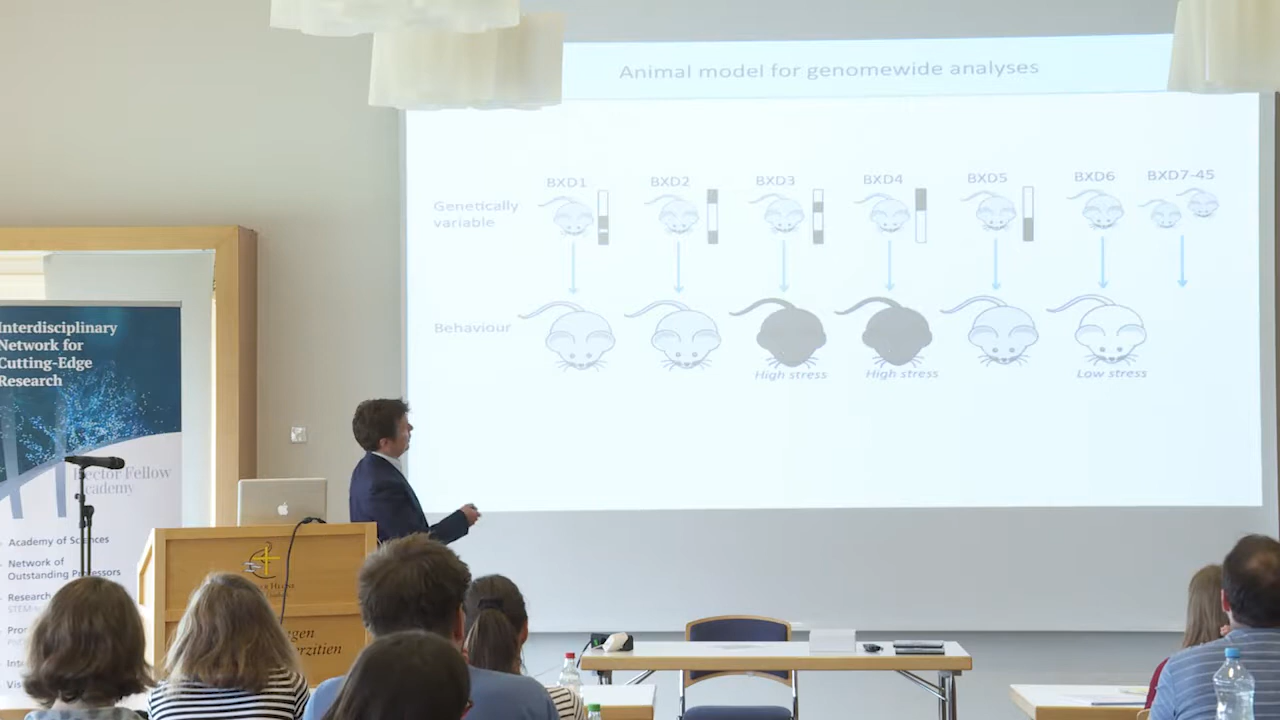 Animal model for genomewide analyses
BXD1 BXD2 BXD3 BXD4 BXD5 BXD6 BXD7-45
Genetically
variable
Behaviour
High stress High stress Low stress
Interdisciplinary
Network for
Cutting-Edge
Research
Hector Fellow
Academy
Academy of Sciences
Network of
Outstanding Professors
Research